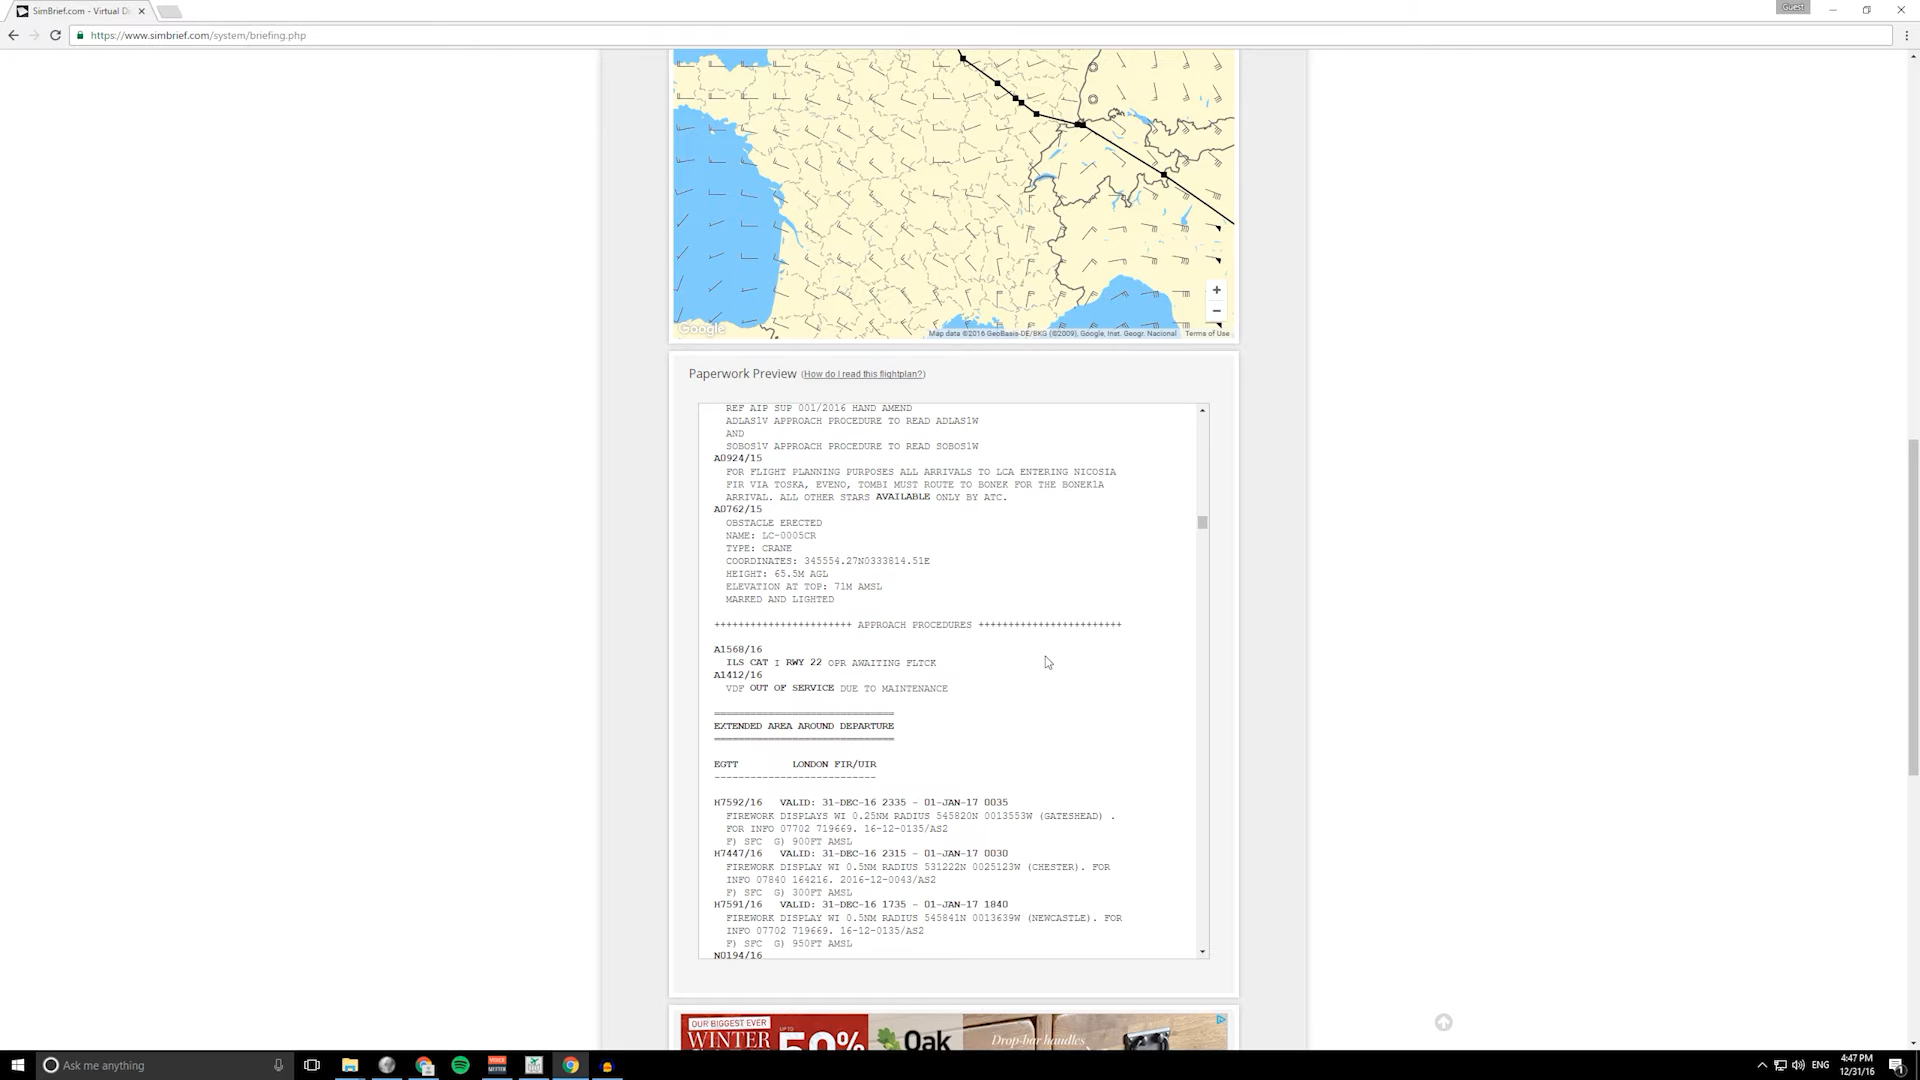 SimBrief.com - Virtual D
Guest
https://www.simbrief.com/system/briefing.php
Google
Map data ©2016 GeoBasis-DE/BKG (©2009), Google, Inst. Geogr. Nacional
Terms of Use
Paperwork Preview (How do I read this flightplan?)
REF AIP SUP 001/2016 HAND AMEND
ADLAS1V APPROACH PROCEDURE TO READ ADLAS1W
AND
SOBOS1V APPROACH PROCEDURE TO READ SOBOS1W
A0924/15
FOR FLIGHT PLANNING PURPOSES ALL ARRIVALS TO LCA ENTERING NICOSIA
FIR VIA TOSKA, EVENO, TOMBI MUST ROUTE TO BONEK FOR THE BONEK1A
ARRIVAL. ALL OTHER STARS AVAILABLE ONLY BY ATC.
A0762/15
OBSTACLE ERECTED
NAME: LC-0005CR
TYPE: CRANE
COORDINATES: 345554.27N0333814.51E
HEIGHT: 65.5M AGL
ELEVATION AT TOP: 71M AMSL
MARKED AND LIGHTED
+++++++++++++++++++++++ APPROACH PROCEDURES ++++++++++++++++++++++++
A1568/16
ILS CAT I RWY 22 OPR AWAITING FLTCK
A1412/16
VDF OUT OF SERVICE DUE TO MAINTENANCE
==============================
EXTENDED AREA AROUND DEPARTURE
==============================
EGTT LONDON FIR/UIR
---------------------------
H7592/16 VALID: 31-DEC-16 2335 - 01-JAN-17 0035
FIREWORK DISPLAYS WI 0.25NM RADIUS 545820N 0013553W (GATESHEAD) .
FOR INFO 07702 719669. 16-12-0135/AS2
F) SFC G) 900FT AMSL
H7447/16 VALID: 31-DEC-16 2315 - 01-JAN-17 0030
FIREWORK DISPLAY WI 0.5NM RADIUS 531222N 0025123W (CHESTER). FOR
INFO 07840 164216. 2016-12-0043/AS2
F) SFC G) 300FT AMSL
H7591/16 VALID: 31-DEC-16 1735 - 01-JAN-17 1840
FIREWORK DISPLAY WI 0.5NM RADIUS 545841N 0013639W (NEWCASTLE). FOR
INFO 07702 719669. 16-12-0135/AS2
F) SFC G) 950FT AMSL
N0194/16
OUR BIGGEST EVER
WINTER
UP TO
50%
Oak
Drop-bar handles
Ask me anything
ENG
4:47 PM
12/31/16